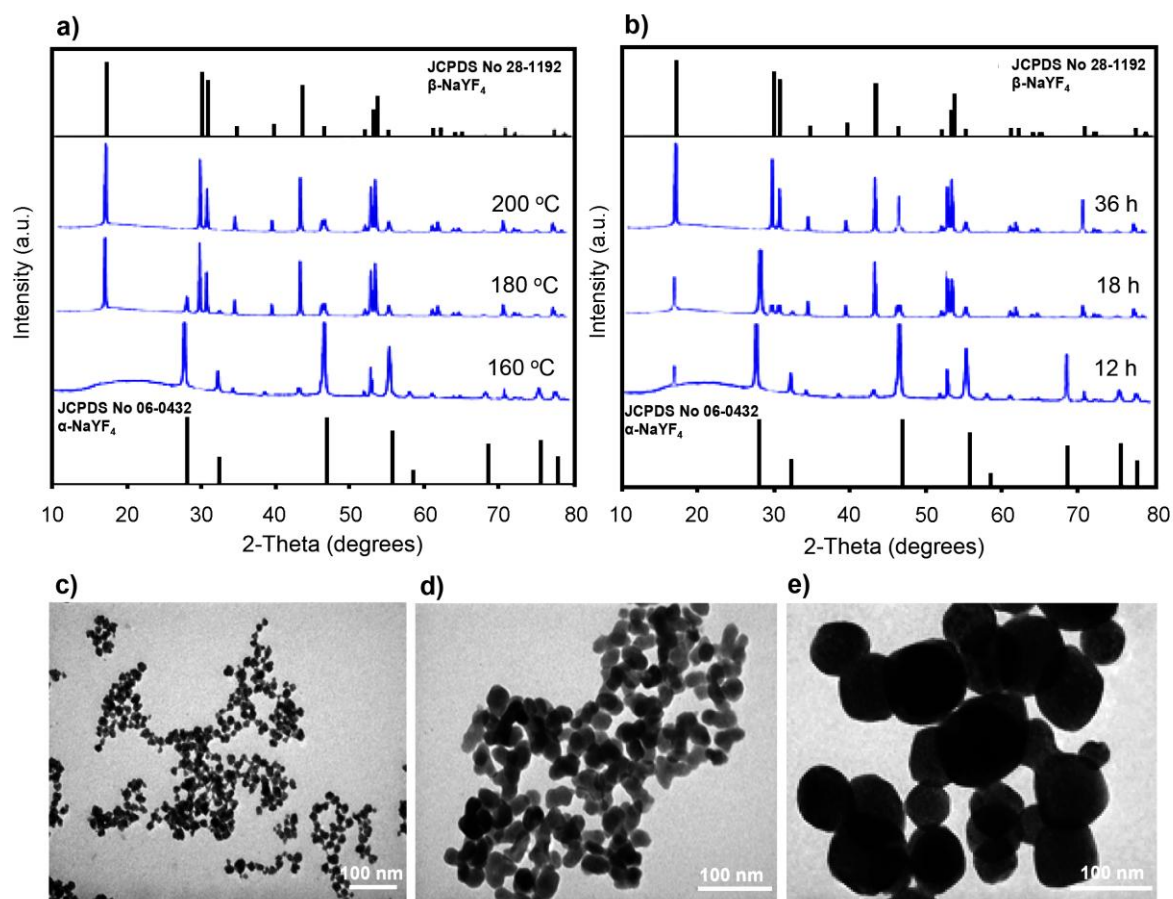 a)
JCPDS No 28-1192
β-NaYF4
200 oC
180 oC
160 oC
JCPDS No 06-0432
α-NaYF4
Intensity (a.u.)
10 20 30 40 50 60 70 80
2-Theta (degrees)
b)
JCPDS No 28-1192
β-NaYF4
36 h
18 h
12 h
JCPDS No 06-0432
α-NaYF4
Intensity (a.u.)
10 20 30 40 50 60 70 80
2-Theta (degrees)
c)
100 nm
d)
100 nm
e)
100 nm